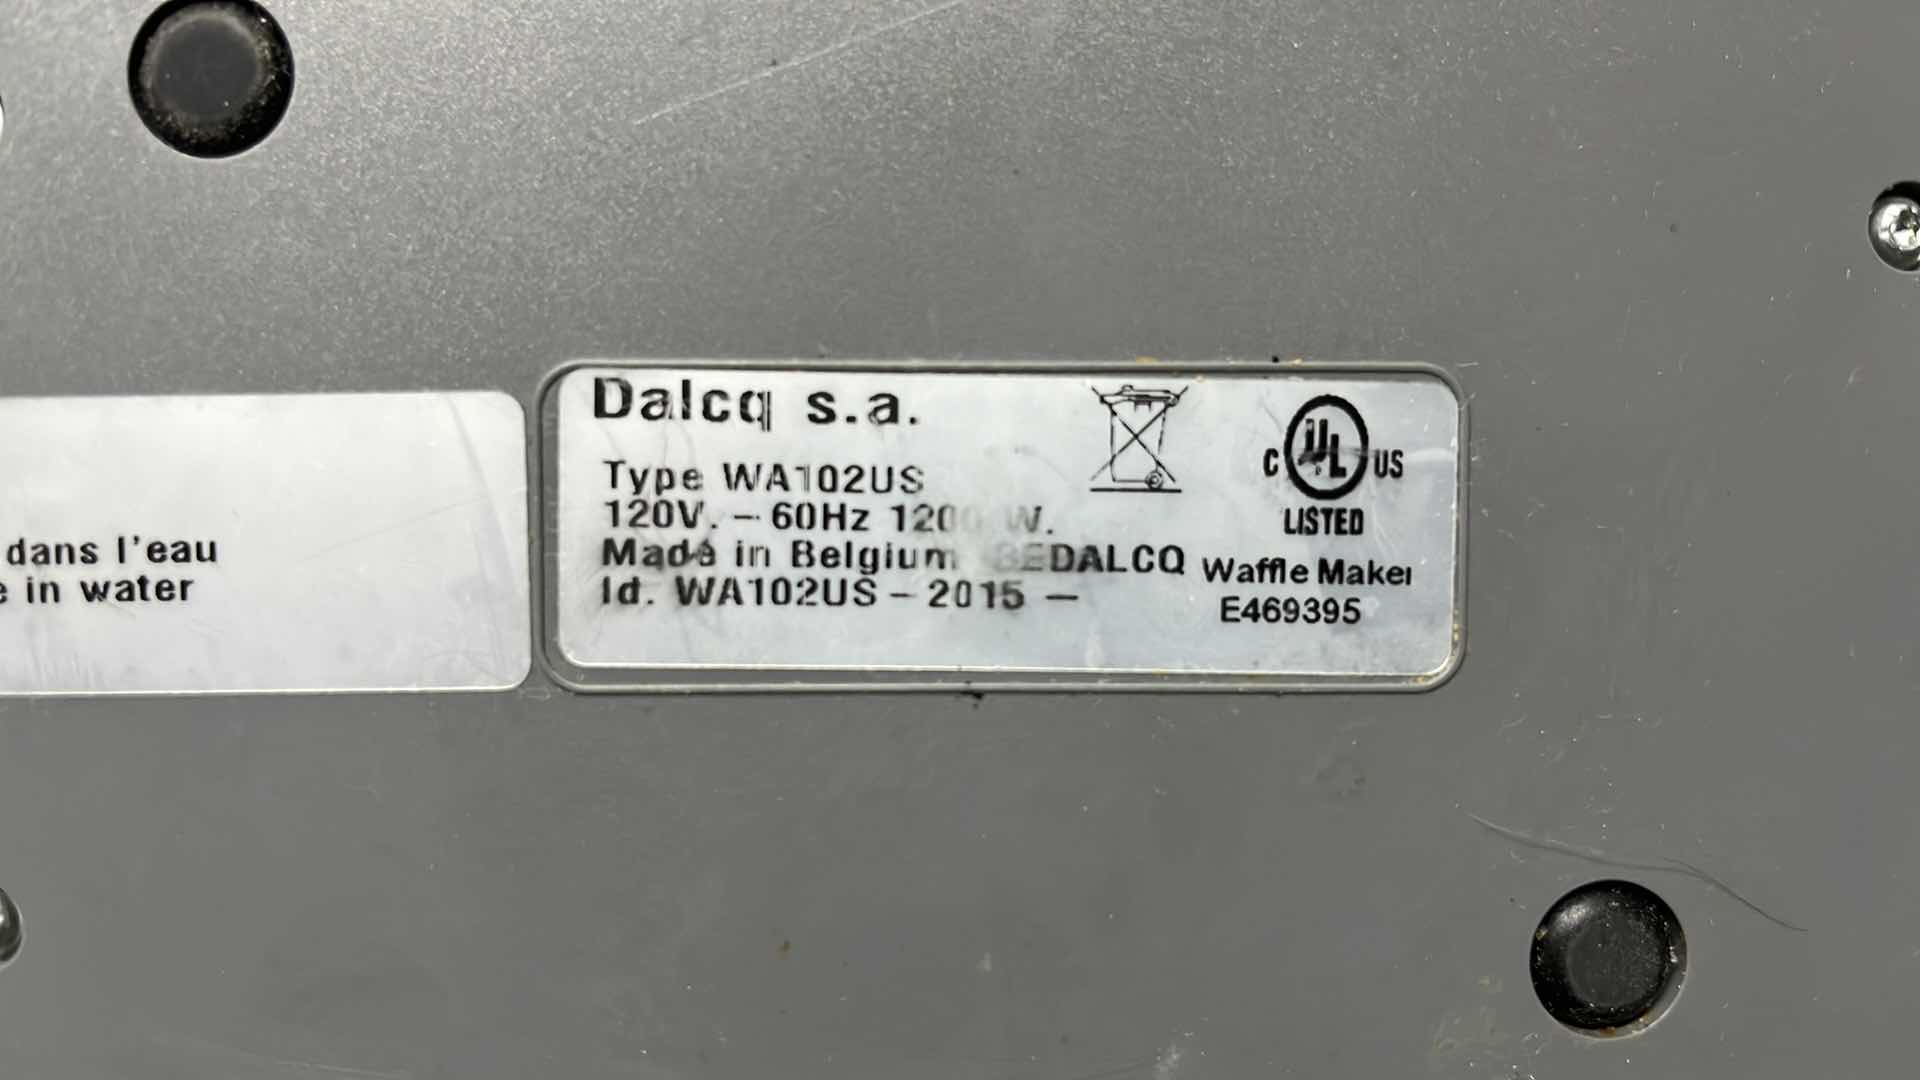 dans l'eau
in water
Dalcq s.a.
Type WA102US
120V. – 60Hz 1200 W.
Made in Belgium BEDALCQ
Id. WA102US – 2015 –
C UL US
LISTED
Waffle Maker
E469395